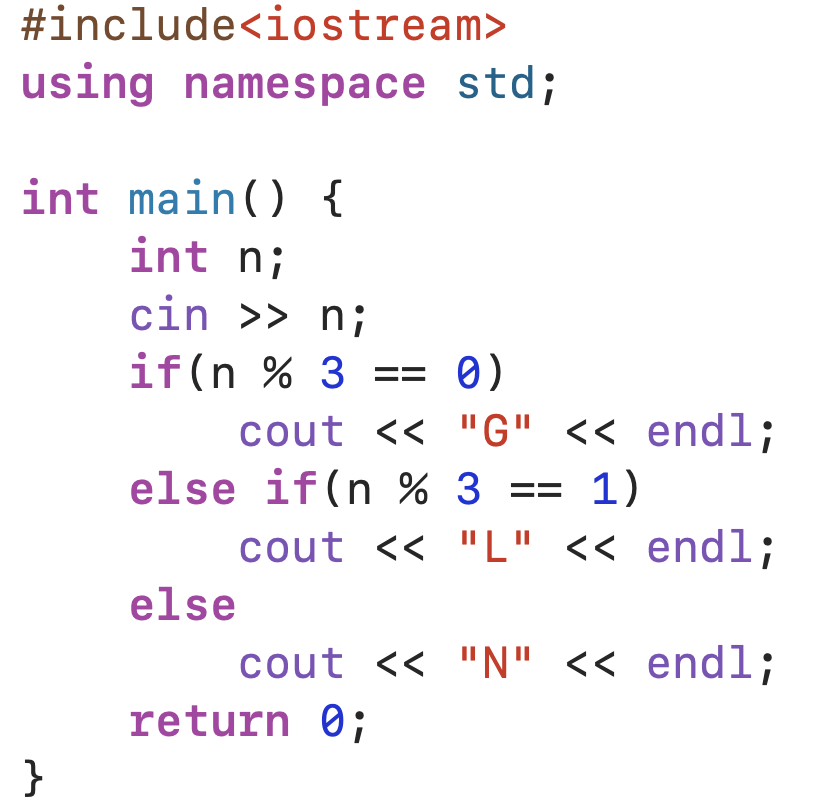 #include<iostream>
using namespace std;

int main() {
    int n;
    cin >> n;
    if(n % 3 == 0)
        cout << "G" << endl;
    else if(n % 3 == 1)
        cout << "L" << endl;
    else
        cout << "N" << endl;
    return 0;
}